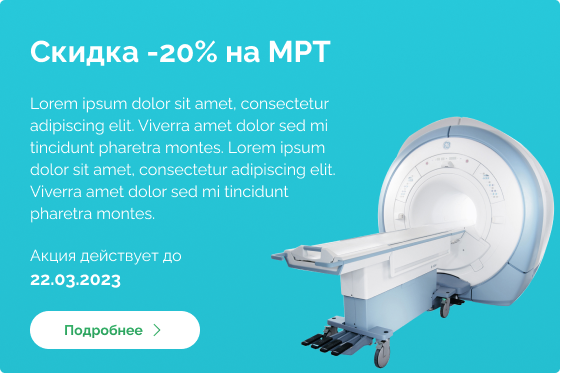 Скидка -20% на МРТ
Lorem ipsum dolor sit amet, consectetur
adipiscing elit. Viverra amet dolor sed mi
tincidunt pharetra montes. Lorem ipsum
dolor sit amet, consectetur adipiscing elit.
Viverra amet dolor sed mi tincidunt
pharetra montes.
Акция действует до
22.03.2023
Подробнее